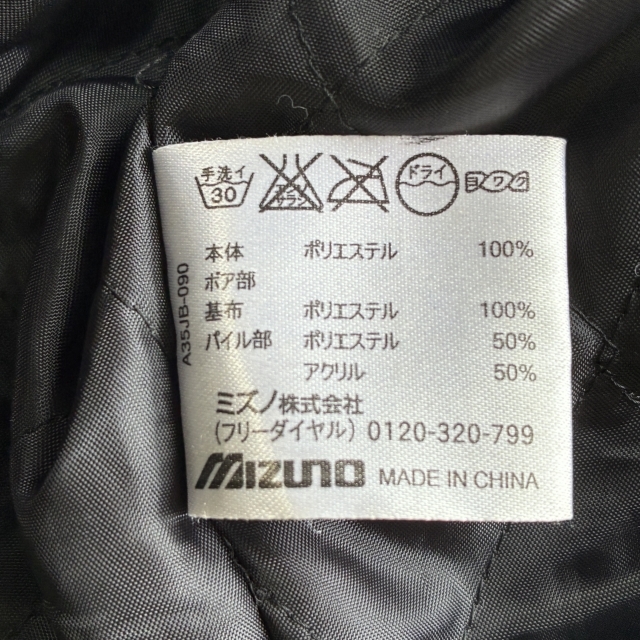 手洗イ
30
エンソ
サラシ
ドライ
A35JB-090
本体 ポリエステル 100%
ボア部
基布 ポリエステル 100%
パイル部 ポリエステル 50%
アクリル 50%
ミズノ株式会社
(フリーダイヤル) 0120-320-799
mizuno MADE IN CHINA